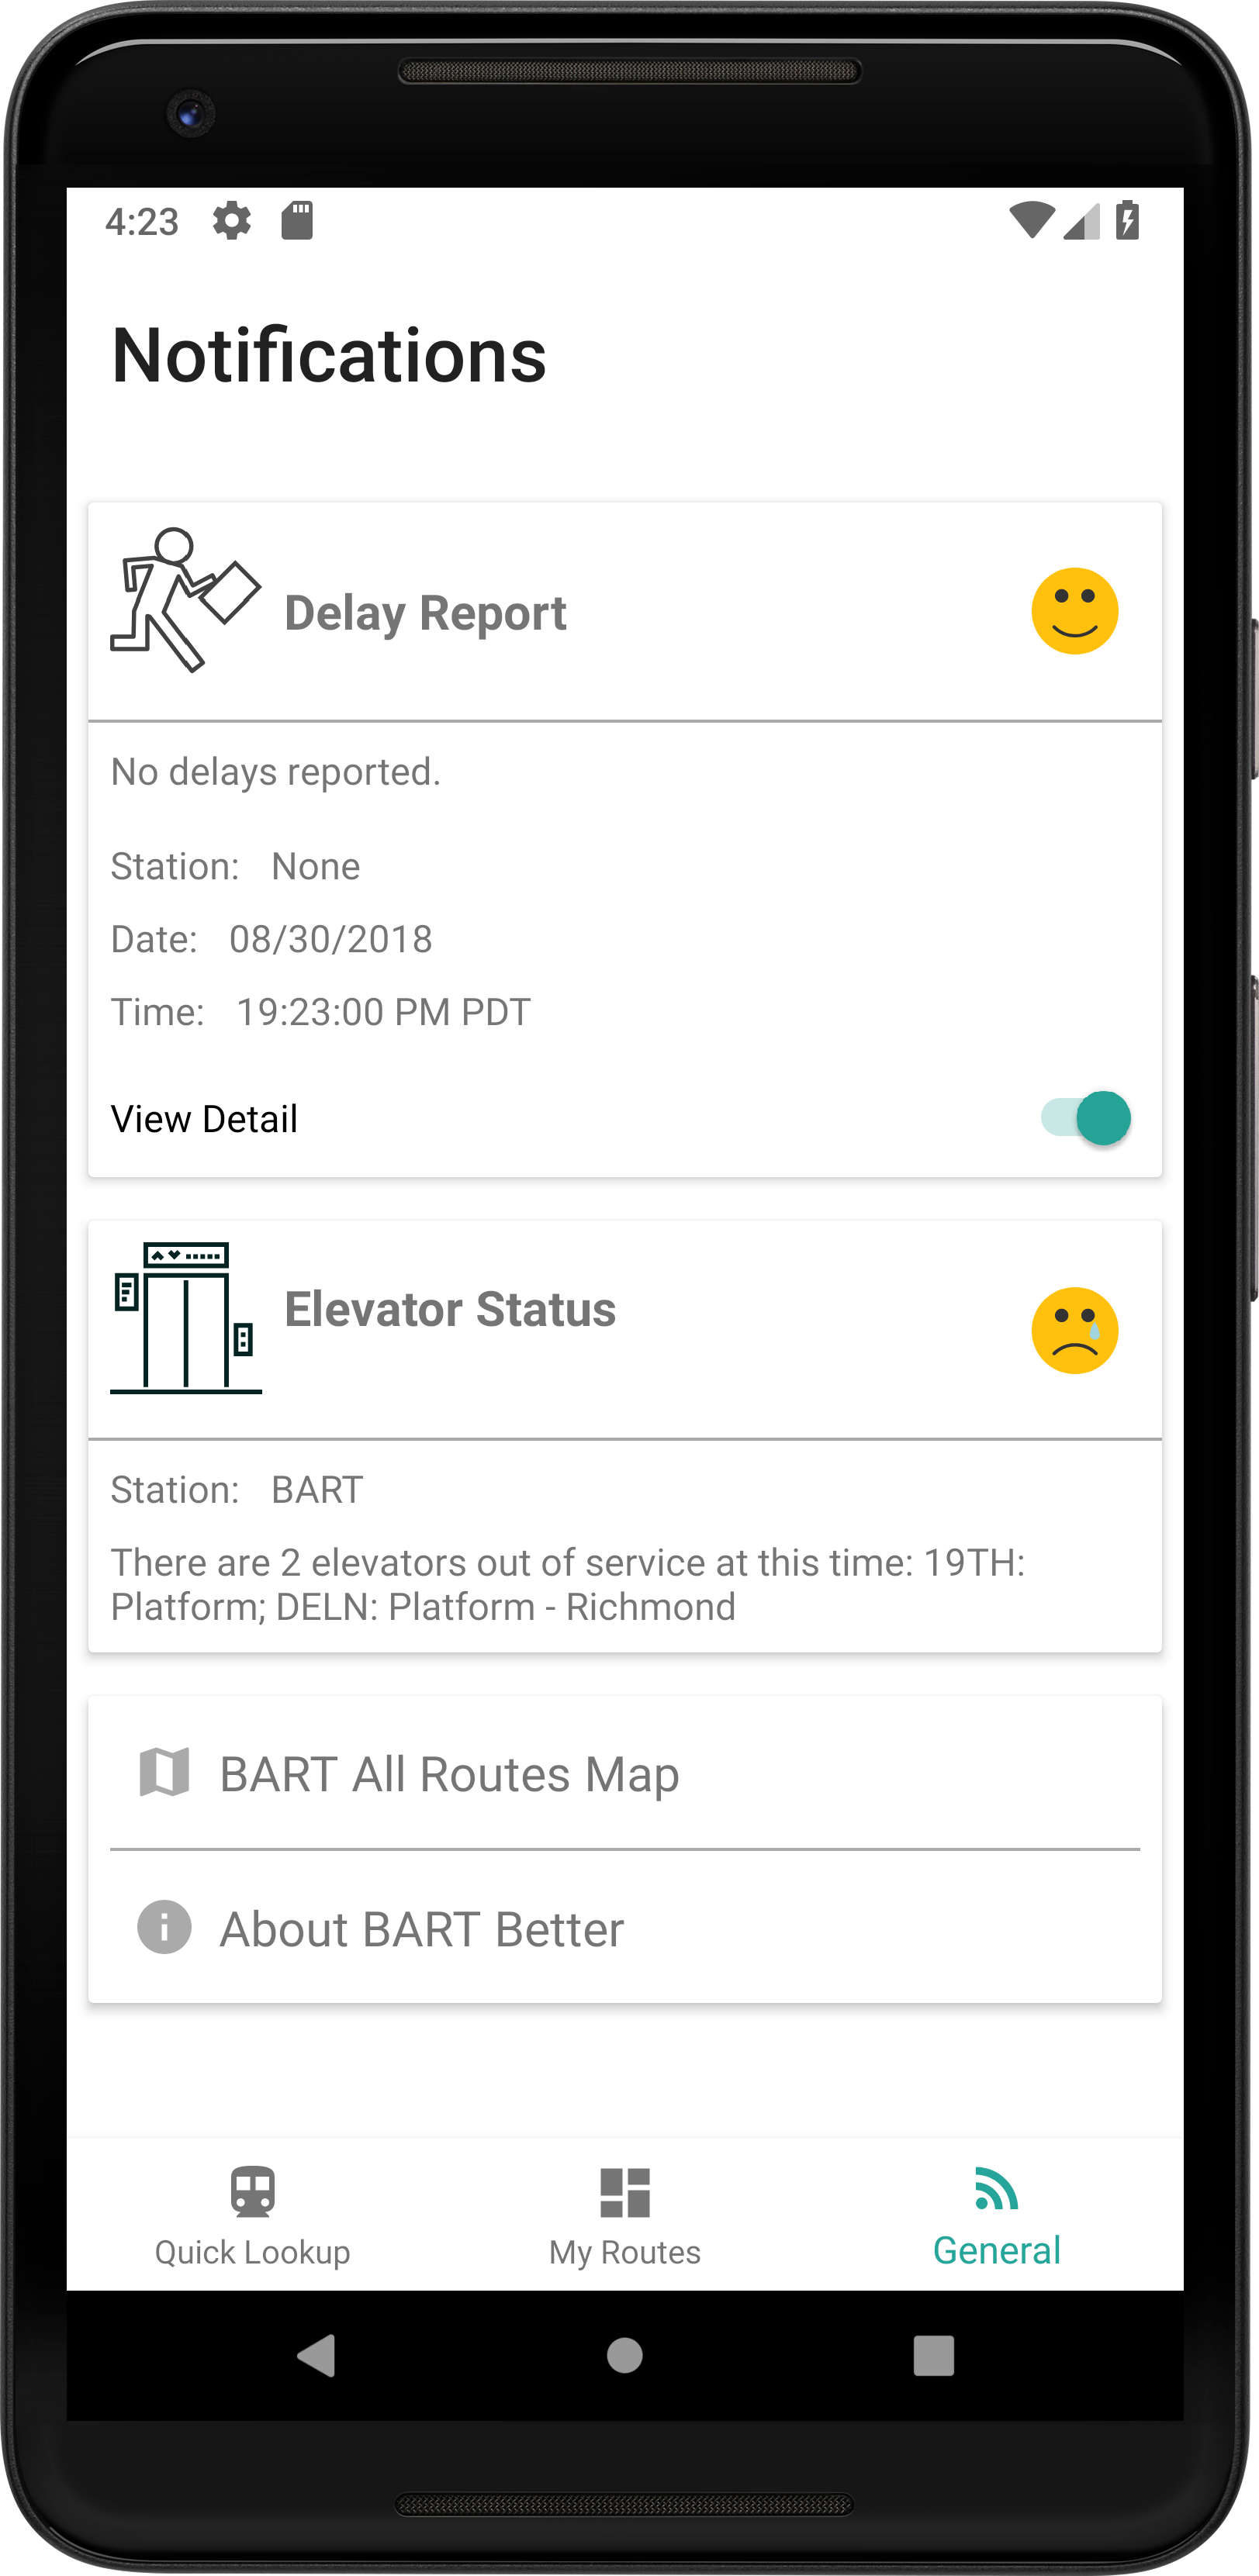 4:23
Notifications
Delay Report
No delays reported.
Station: None
Date: 08/30/2018
Time: 19:23:00 PM PDT
View Detail
Elevator Status
Station: BART
There are 2 elevators out of service at this time: 19TH:
Platform; DELN: Platform - Richmond
BART All Routes Map
About BART Better
Quick Lookup
My Routes
General